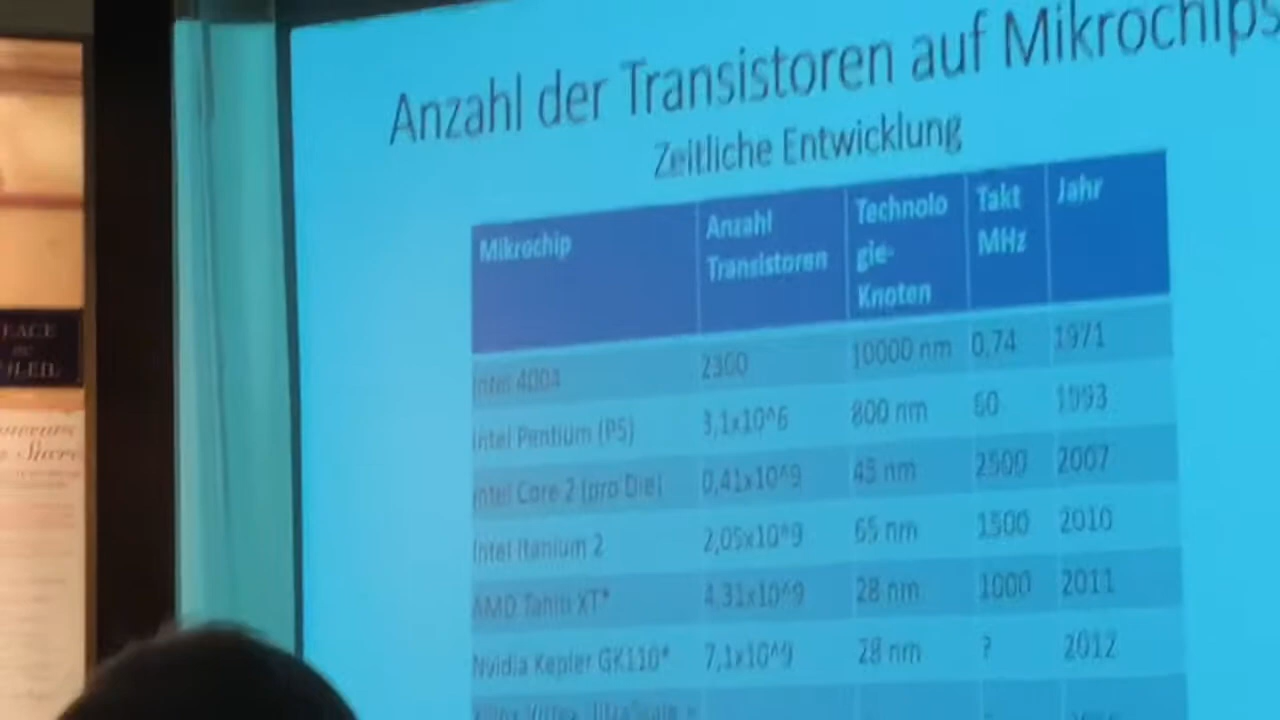 Anzahl der Transistoren auf Mikrochips
Zeitliche Entwicklung
Mikrochip Anzahl Transistoren Technolo gie- Knoten Takt MHz Jahr
Intel 4004 2300 10000 nm 0,74 1971
Intel Pentium (P5) 3,1x10^6 800 nm 60 1993
Intel Core 2 (pro Die) 0,41x10^9 45 nm 2500 2007
Intel Itanium 2 2,05x10^9 65 nm 1500 2010
AMD Tahiti XT* 4,31x10^9 28 nm 1000 2011
Nvidia Kepler GK110* 7,1x10^9 28 nm ? 2012